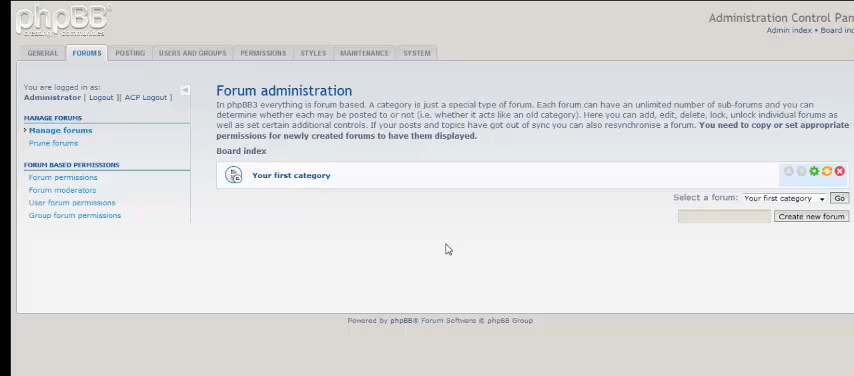 phpBB®
creating communities
Administration Control Pan
Admin index • Board ind
GENERAL FORUMS POSTING USERS AND GROUPS PERMISSIONS STYLES MAINTENANCE SYSTEM
You are logged in as:
Administrator [ Logout ][ ACP Logout ]
MANAGE FORUMS
Manage forums
Prune forums
FORUM BASED PERMISSIONS
Forum permissions
Forum moderators
User forum permissions
Group forum permissions
Forum administration
In phpBB3 everything is forum based. A category is just a special type of forum. Each forum can have an unlimited number of sub-forums and you can
determine whether each may be posted to or not (i.e. whether it acts like an old category). Here you can add, edit, delete, lock, unlock individual forums as
well as set certain additional controls. If your posts and topics have got out of sync you can also resynchronise a forum. You need to copy or set appropriate
permissions for newly created forums to have them displayed.
Board index
Your first category
Select a forum: Your first category Go
Create new forum
Powered by phpBB® Forum Software © phpBB Group